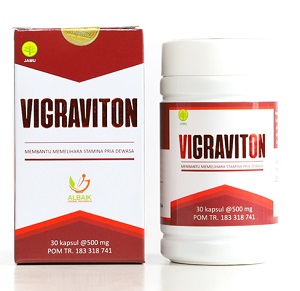 JAMU
VIGRAVITON
MEMBANTU MEMELIHARA STAMINA PRIA DEWASA
ALBAIK
30 kapsul @500 mg
POM TR. 183 318 741
JAMU
VIGRAVITON
MEMBANTU MEMELIHARA STAMINA PRIA DEWASA
30 kapsul @500 mg
POM TR. 183 318 741